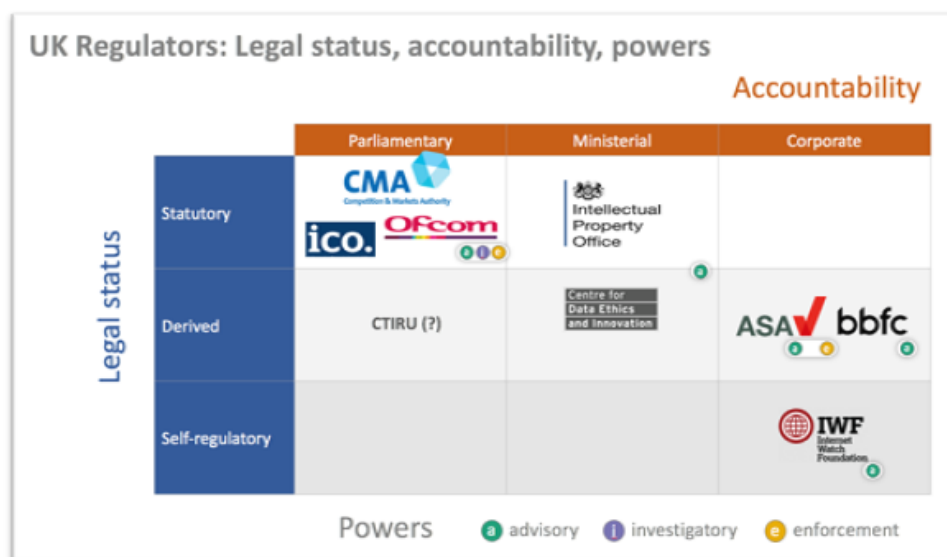 UK Regulators: Legal status, accountability, powers
Accountability
Parliamentary Ministerial Corporate
Legal status
Statutory
CMA
Competition & Markets Authority
ico.
Ofcom
a i e
Intellectual
Property
Office
a
Derived
CTIRU (?)
Centre for
Data Ethics
and Innovation
ASA
a e
bbfc
a
Self-regulatory
IWF
Internet
Watch
Foundation
a
Powers a advisory i investigatory e enforcement